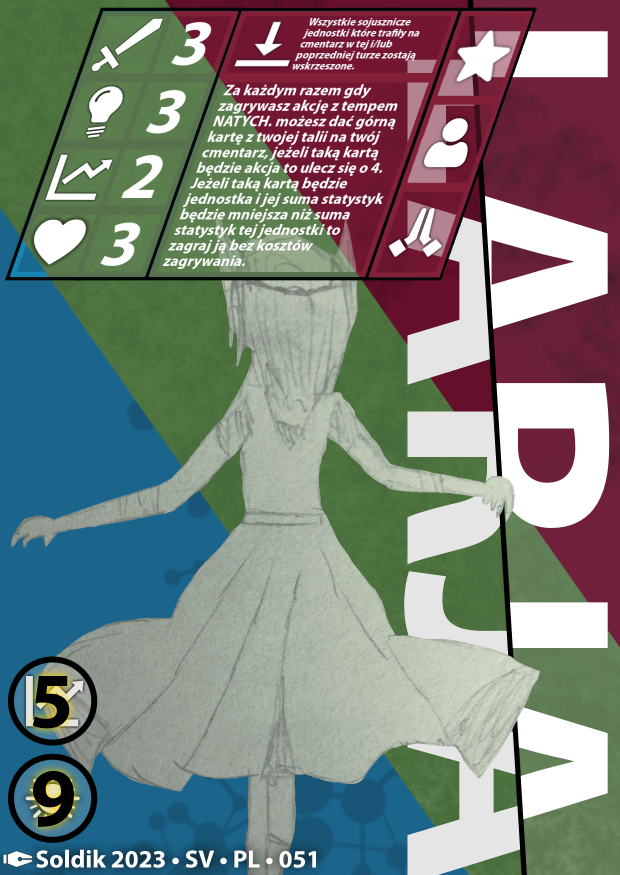 3
3
2
3
Wszystkie sojusznicze
jednostki które trafiły na
cmentarz w tej i/lub
poprzedniej turze zostają
wskrzeszone.
Za każdym razem gdy
zagrywasz akcję z tempem
NATYCH. możesz dać górną
kartę z twojej talii na twój
cmentarz, jeżeli taką kartą
będzie akcja to ulecz się o 4.
Jeżeli taką kartą będzie
jednostka i jej suma statystyk
będzie mniejsza niż suma
statystyk tej jednostki to
zagraj ją bez kosztów
zagrywania.
LARJA
5
9
Soldik 2023 • SV • PL • 051